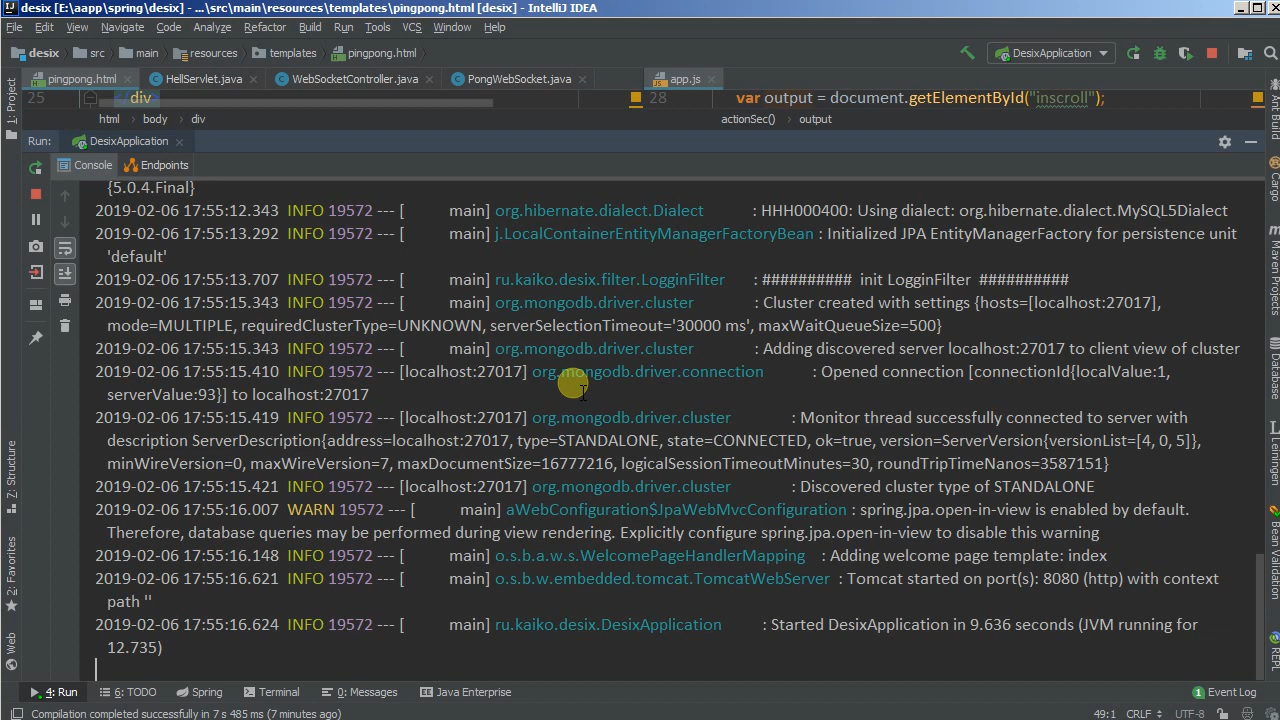 desix [E:\aapp\spring\desix] - ...\src\main\resources\templates\pingpong.html [desix] - IntelliJ IDEA
File Edit View Navigate Code Analyze Refactor Build Run Tools VCS Window Help
desix src main resources templates pingpong.html DesixApplication
pingpong.html HellServlet.java WebSocketController.java PongWebSocket.java app.js
25 div 28 var output = document.getElementById("inscroll");
html body div actionSec() output
Run: DesixApplication
Console Endpoints
{5.0.4.Final}
2019-02-06 17:55:12.343 INFO 19572 --- [ main] org.hibernate.dialect.Dialect : HHH000400: Using dialect: org.hibernate.dialect.MySQL5Dialect
2019-02-06 17:55:13.292 INFO 19572 --- [ main] j.LocalContainerEntityManagerFactoryBean : Initialized JPA EntityManagerFactory for persistence unit
'default'
2019-02-06 17:55:13.707 INFO 19572 --- [ main] ru.kaiko.desix.filter.LogginFilter : ########## init LogginFilter ##########
2019-02-06 17:55:15.343 INFO 19572 --- [ main] org.mongodb.driver.cluster : Cluster created with settings {hosts=[localhost:27017],
mode=MULTIPLE, requiredClusterType=UNKNOWN, serverSelectionTimeout='30000 ms', maxWaitQueueSize=500}
2019-02-06 17:55:15.343 INFO 19572 --- [ main] org.mongodb.driver.cluster : Adding discovered server localhost:27017 to client view of cluster
2019-02-06 17:55:15.410 INFO 19572 --- [localhost:27017] org.mongodb.driver.connection : Opened connection [connectionId{localValue:1,
serverValue:93}] to localhost:27017
2019-02-06 17:55:15.419 INFO 19572 --- [localhost:27017] org.mongodb.driver.cluster : Monitor thread successfully connected to server with
description ServerDescription{address=localhost:27017, type=STANDALONE, state=CONNECTED, ok=true, version=ServerVersion{versionList=[4, 0, 5]},
minWireVersion=0, maxWireVersion=7, maxDocumentSize=16777216, logicalSessionTimeoutMinutes=30, roundTripTimeNanos=3587151}
2019-02-06 17:55:15.421 INFO 19572 --- [localhost:27017] org.mongodb.driver.cluster : Discovered cluster type of STANDALONE
2019-02-06 17:55:16.007 WARN 19572 --- [ main] aWebConfiguration$JpaWebMvcConfiguration : spring.jpa.open-in-view is enabled by default.
Therefore, database queries may be performed during view rendering. Explicitly configure spring.jpa.open-in-view to disable this warning
2019-02-06 17:55:16.148 INFO 19572 --- [ main] o.s.b.a.w.s.WelcomePageHandlerMapping : Adding welcome page template: index
2019-02-06 17:55:16.621 INFO 19572 --- [ main] o.s.b.w.embedded.tomcat.TomcatWebServer : Tomcat started on port(s): 8080 (http) with context
path ''
2019-02-06 17:55:16.624 INFO 19572 --- [ main] ru.kaiko.desix.DesixApplication : Started DesixApplication in 9.636 seconds (JVM running for
12.735)
1: Project
Z: Structure
2: Favorites
Web
Ant Build
Cargo
Maven Projects
Database
Leiningen
BeanValidation
REPL
4: Run 6: TODO Spring Terminal 0: Messages Java Enterprise 1 Event Log
Compilation completed successfully in 7 s 485 ms (7 minutes ago) 49:1 CRLF UTF-8